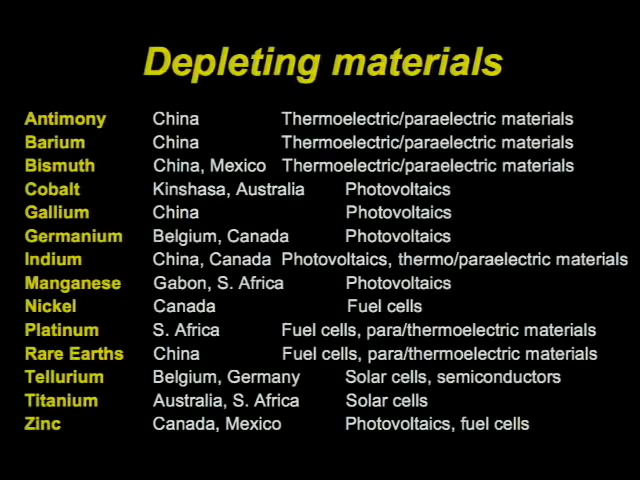 Depleting materials
Antimony China Thermoelectric/paraelectric materials
Barium China Thermoelectric/paraelectric materials
Bismuth China, Mexico Thermoelectric/paraelectric materials
Cobalt Kinshasa, Australia Photovoltaics
Gallium China Photovoltaics
Germanium Belgium, Canada Photovoltaics
Indium China, Canada Photovoltaics, thermo/paraelectric materials
Manganese Gabon, S. Africa Photovoltaics
Nickel Canada Fuel cells
Platinum S. Africa Fuel cells, para/thermoelectric materials
Rare Earths China Fuel cells, para/thermoelectric materials
Tellurium Belgium, Germany Solar cells, semiconductors
Titanium Australia, S. Africa Solar cells
Zinc Canada, Mexico Photovoltaics, fuel cells